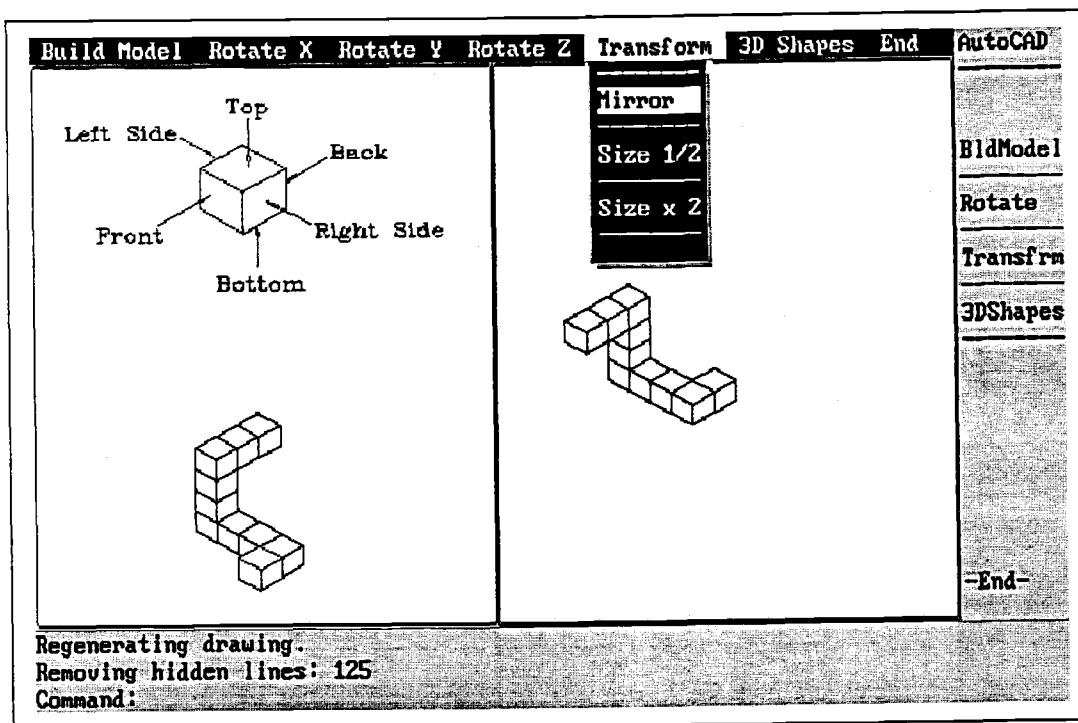 Build Model Rotate X Rotate Y Rotate Z Transform 3D Shapes End AutoCAD
Mirror
Size 1/2
Size x 2
Top
Left Side
Back
Front
Right Side
Bottom
BldModel
Rotate
Transfrm
3DShapes
-End-
Regenerating drawing.
Removing hidden lines: 125
Command: